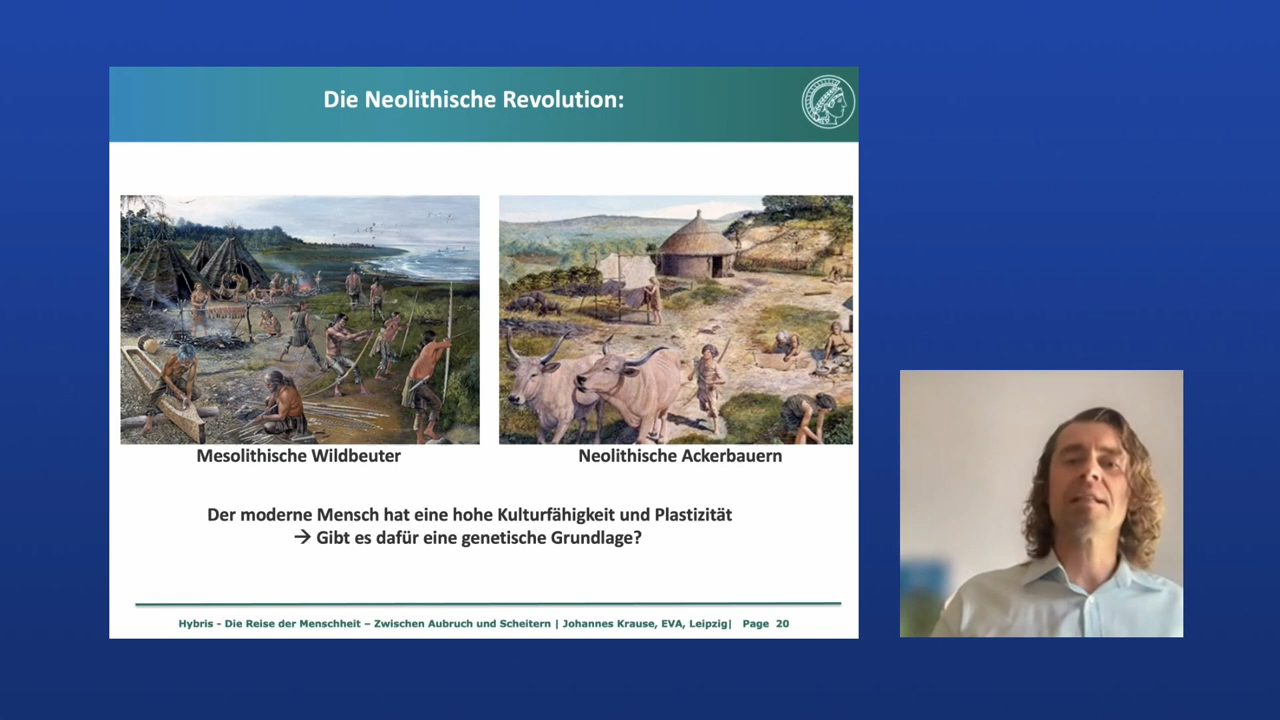 Die Neolithische Revolution:
Mesolithische Wildbeuter
Neolithische Ackerbauern
Der moderne Mensch hat eine hohe Kulturfähigkeit und Plastizität
→ Gibt es dafür eine genetische Grundlage?
Hybris - Die Reise der Menschheit – Zwischen Aubruch und Scheitern | Johannes Krause, EVA, Leipzig| Page 20